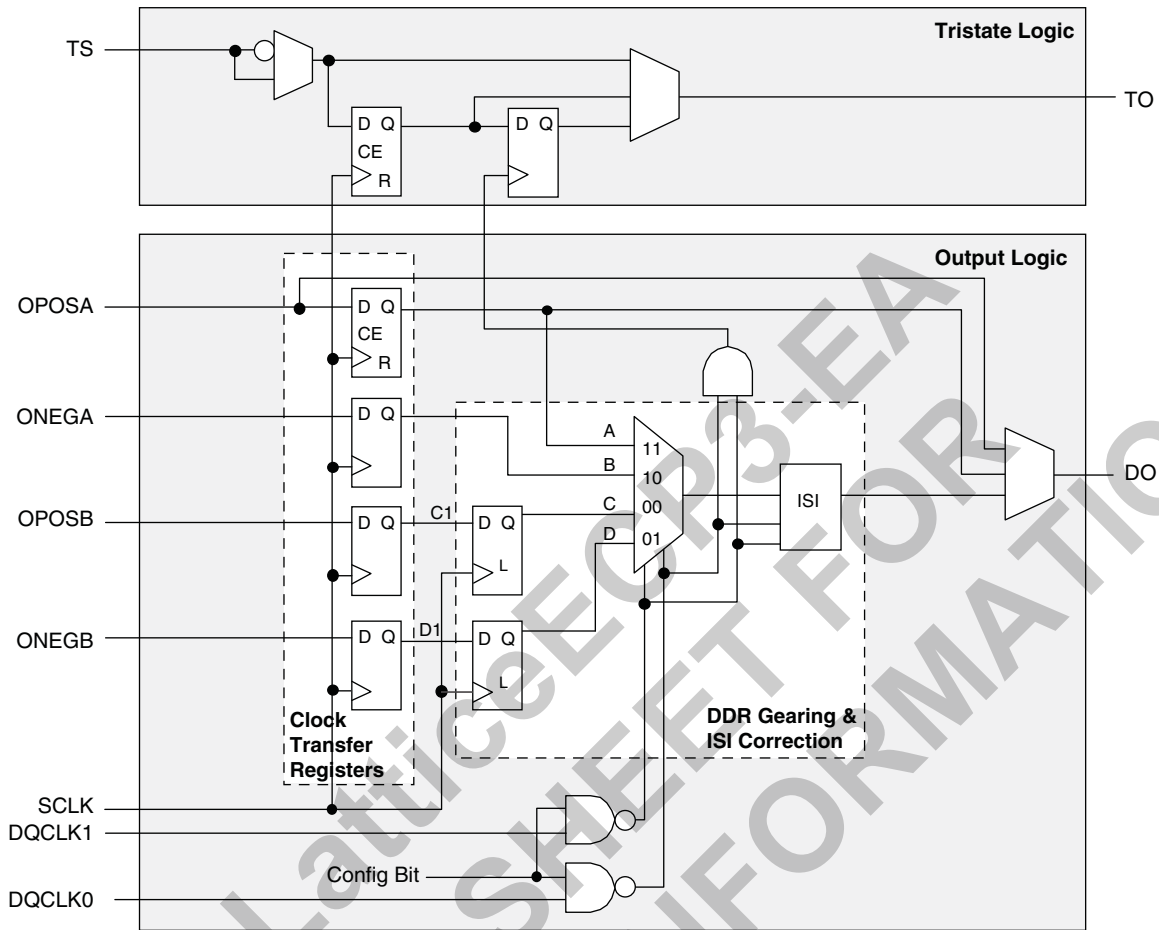 Tristate Logic
TS
TO
D Q
CE
R
D Q
Output Logic
OPOSA
D Q
CE
R
ONEGA
D Q
OPOSB
D Q
C1
D Q
L
ONEGB
D Q
D1
D Q
L
A
B
C
D
11
10
00
01
ISI
DO
Clock
Transfer
Registers
DDR Gearing &
ISI Correction
SCLK
DQCLK1
Config Bit
DQCLK0
LatticeECP3-EA
SHEET FOR
INFORMATIO